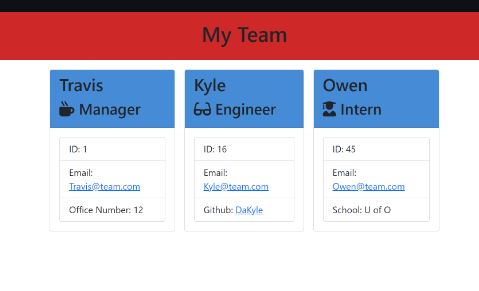 My Team
Travis
Manager
ID: 1
Email:
Travis@team.com
Office Number: 12
Kyle
Engineer
ID: 16
Email:
Kyle@team.com
Github: DaKyle
Owen
Intern
ID: 45
Email:
Owen@team.com
School: U of O